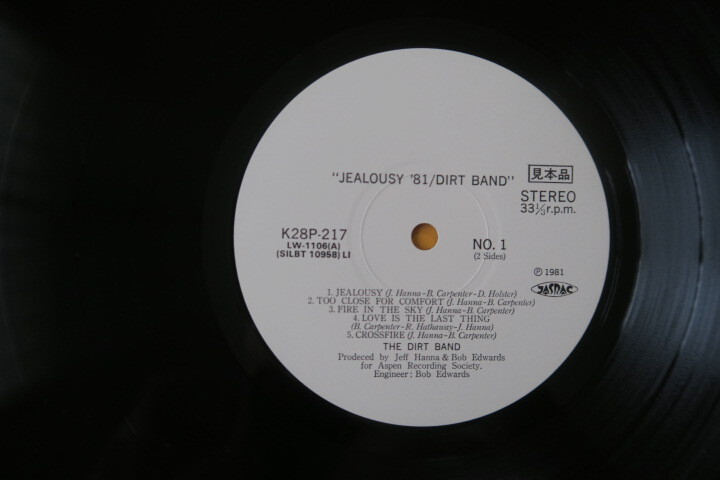 "JEALOUSY '81/DIRT BAND"
見本品
STEREO
33⅓r.p.m.
K28P-217
LW-1106(A)
(SILBT 10958) LI
NO. 1
(2 Sides)
Ⓟ 1981
JASRAC
1. JEALOUSY (J. Hanna-B. Carpenter-D. Holster)
2. TOO CLOSE FOR COMFORT (J. Hanna-B. Carpenter)
3. FIRE IN THE SKY (J. Hanna-B. Carpenter)
4. LOVE IS THE LAST THING
(B. Carpenter-R. Hathaway-J. Hanna)
5. CROSSFIRE (J. Hanna-B. Carpenter)
THE DIRT BAND
Produced by Jeff Hanna & Bob Edwards
for Aspen Recording Society.
Engineer: Bob Edwards